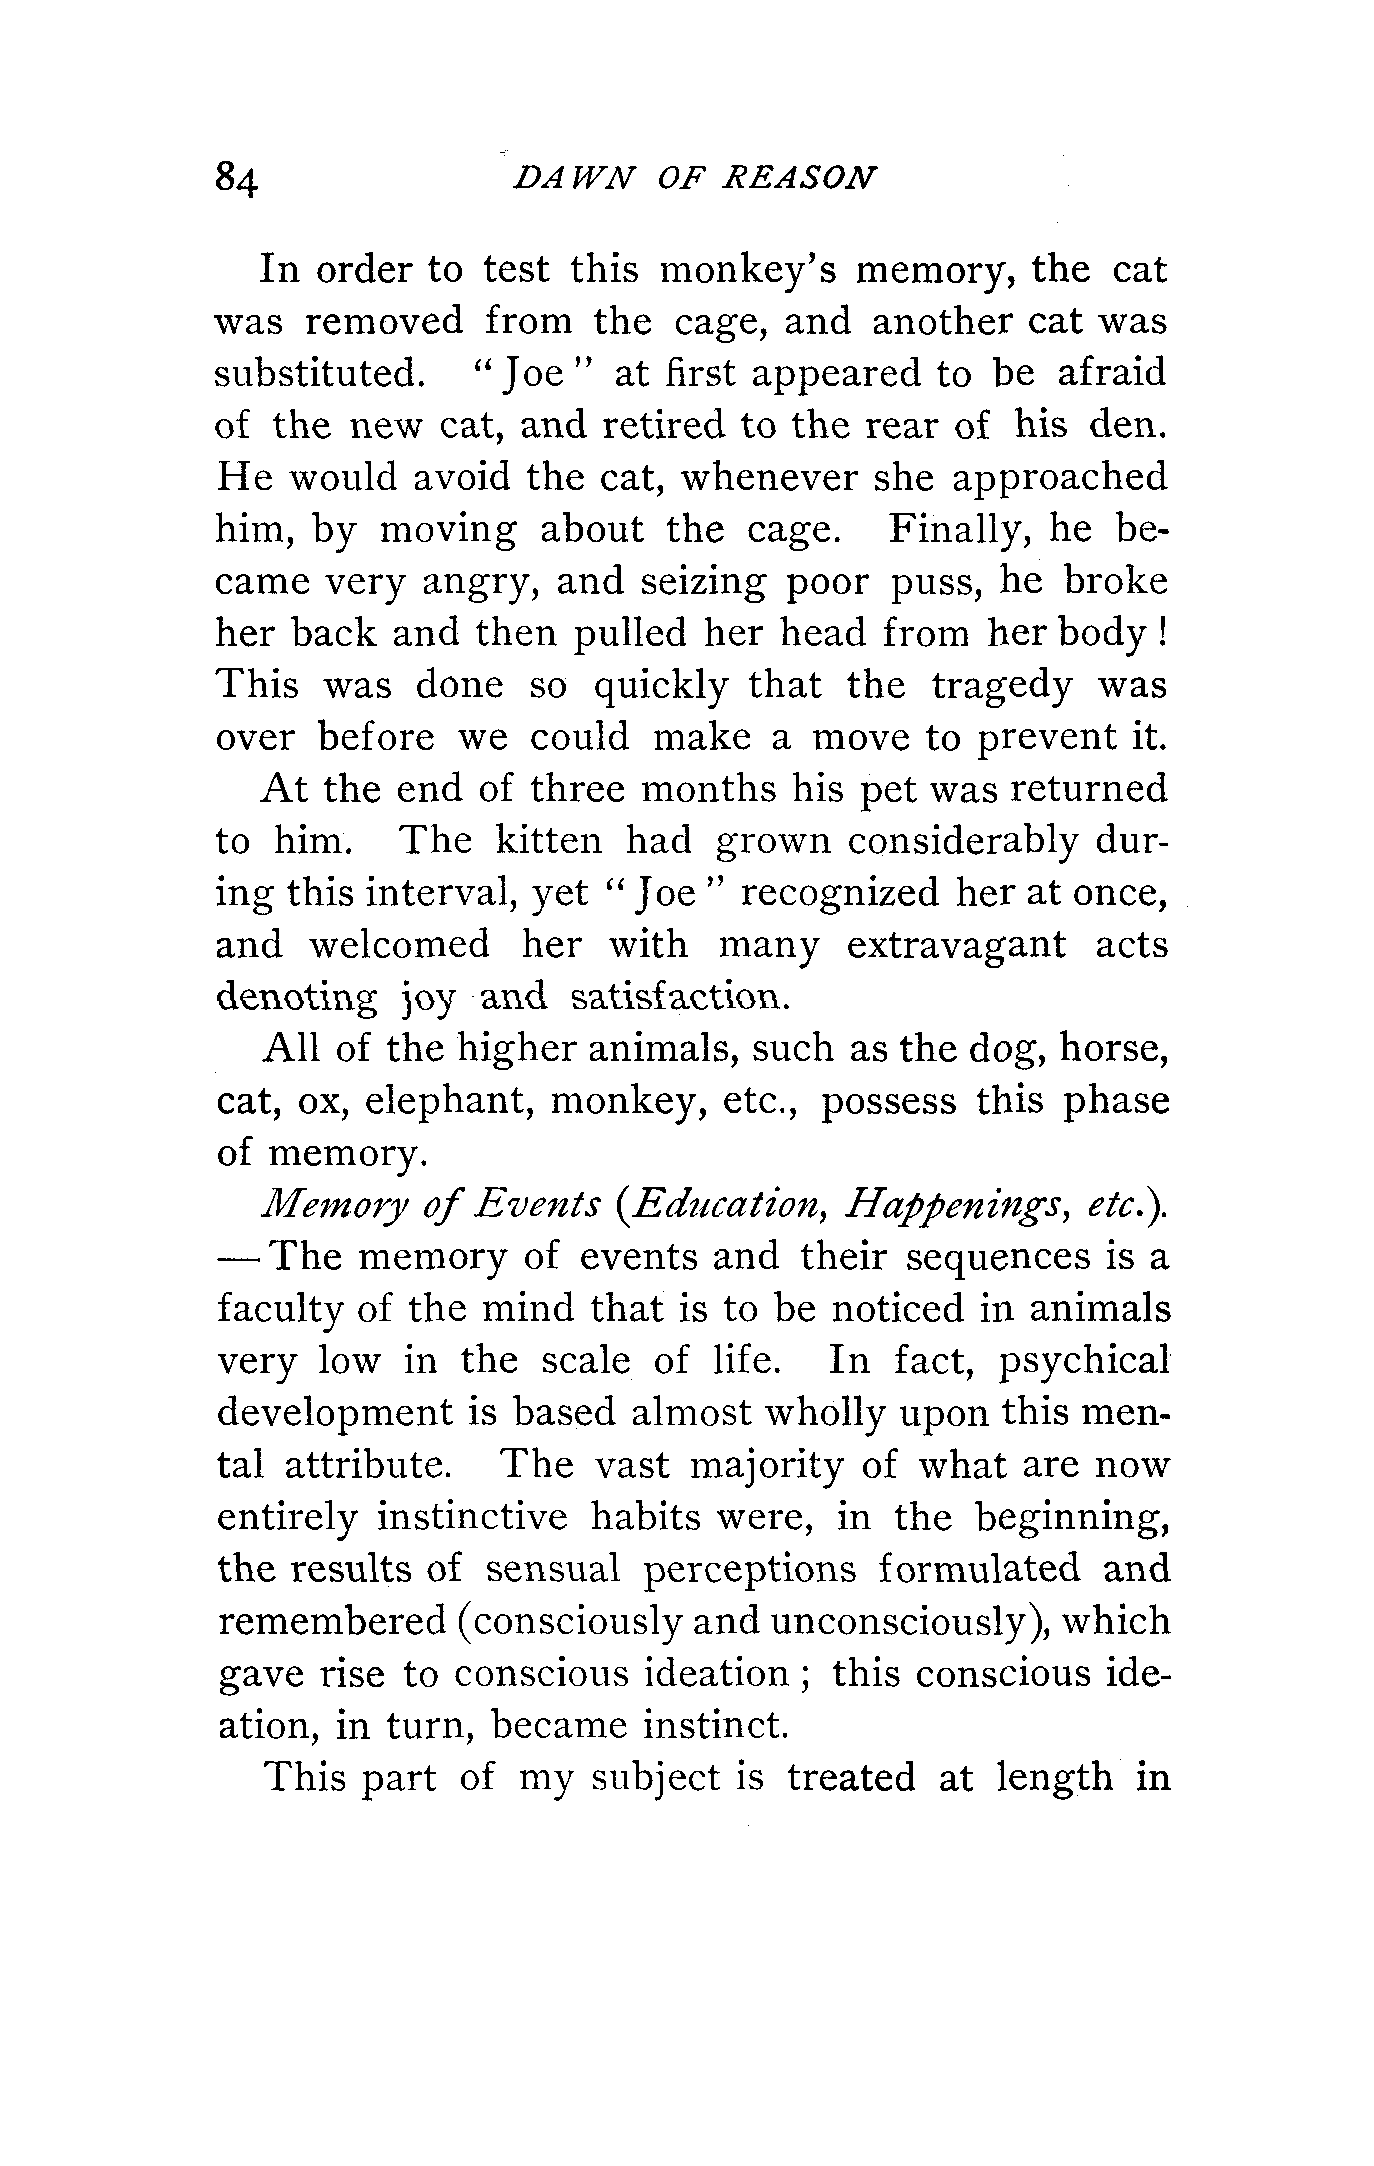 84 DAWN OF REASON
In order to test this monkey's memory, the cat
was removed from the cage, and another cat was
substituted. “Joe” at first appeared to be afraid
of the new cat, and retired to the rear of his den.
He would avoid the cat, whenever she approached
him, by moving about the cage. Finally, he be-
came very angry, and seizing poor puss, he broke
her back and then pulled her head from her body!
This was done so quickly that the tragedy was
over before we could make a move to prevent it.
At the end of three months his pet was returned
to him. The kitten had grown considerably dur-
ing this interval, yet “Joe” recognized her at once,
and welcomed her with many extravagant acts
denoting joy and satisfaction.
All of the higher animals, such as the dog, horse,
cat, ox, elephant, monkey, etc., possess this phase
of memory.
Memory of Events (Education, Happenings, etc.).
— The memory of events and their sequences is a
faculty of the mind that is to be noticed in animals
very low in the scale of life. In fact, psychical
development is based almost wholly upon this men-
tal attribute. The vast majority of what are now
entirely instinctive habits were, in the beginning,
the results of sensual perceptions formulated and
remembered (consciously and unconsciously), which
gave rise to conscious ideation; this conscious ide-
ation, in turn, became instinct.
This part of my subject is treated at length in